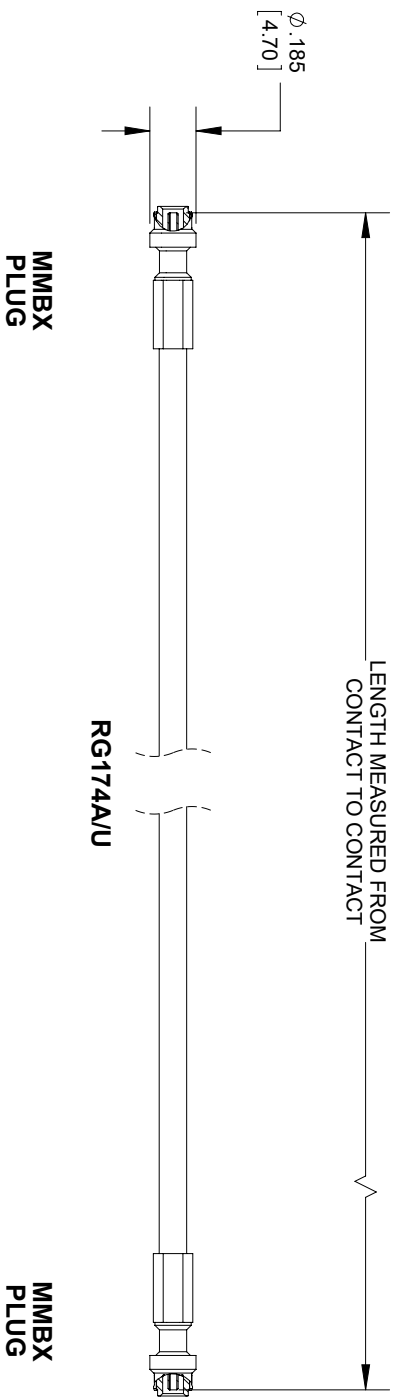 Ø .185
[ 4.70 ]
LENGTH MEASURED FROM
CONTACT TO CONTACT
MMBX
PLUG
RG174A/U
MMBX
PLUG